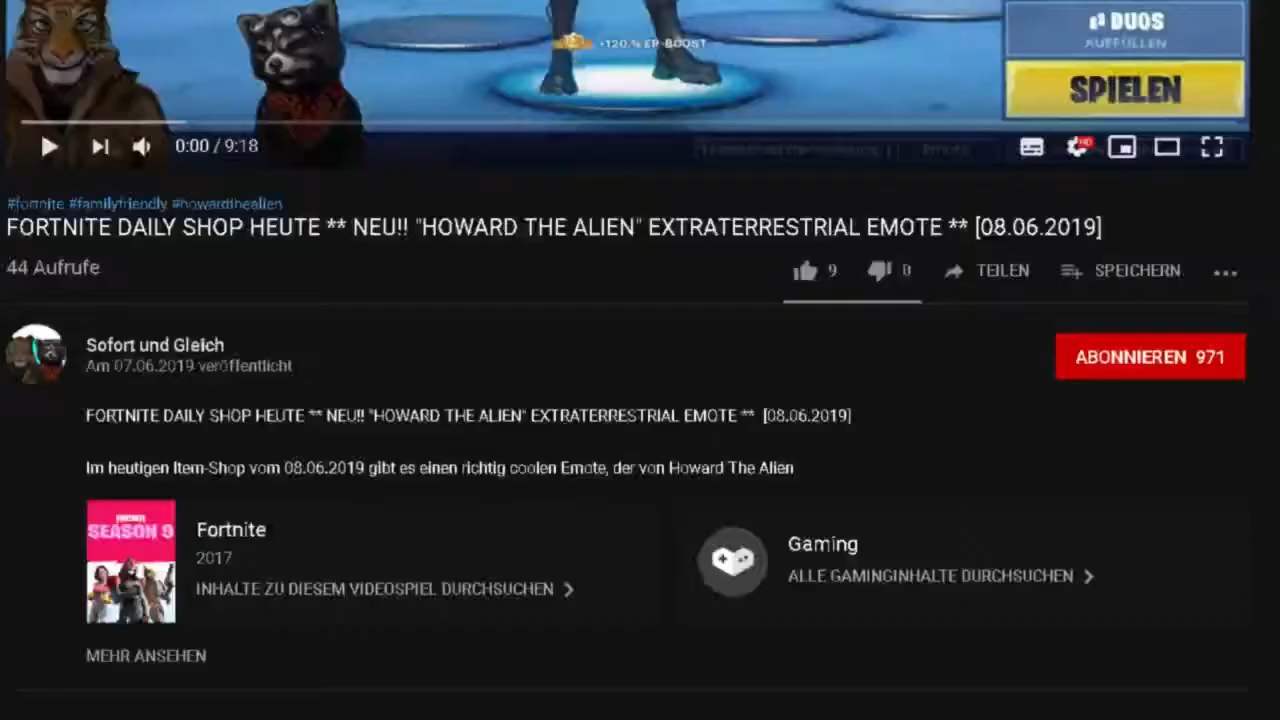 DUOS
AUFFÜLLEN
+120 % EP-BOOST
SPIELEN
0:00 / 9:18
HD
#fortnite #familyfriendly #howardthealien
FORTNITE DAILY SHOP HEUTE ** NEU!! "HOWARD THE ALIEN" EXTRATERRESTRIAL EMOTE ** [08.06.2019]
44 Aufrufe
9 0 TEILEN SPEICHERN
Sofort und Gleich
Am 07.06.2019 veröffentlicht
ABONNIEREN 971
FORTNITE DAILY SHOP HEUTE ** NEU!! "HOWARD THE ALIEN" EXTRATERRESTRIAL EMOTE ** [08.06.2019]
Im heutigen Item-Shop vom 08.06.2019 gibt es einen richtig coolen Emote, der von Howard The Alien
SEASON 9
Fortnite
2017
INHALTE ZU DIESEM VIDEOSPIEL DURCHSUCHEN
Gaming
ALLE GAMINGINHALTE DURCHSUCHEN
MEHR ANSEHEN